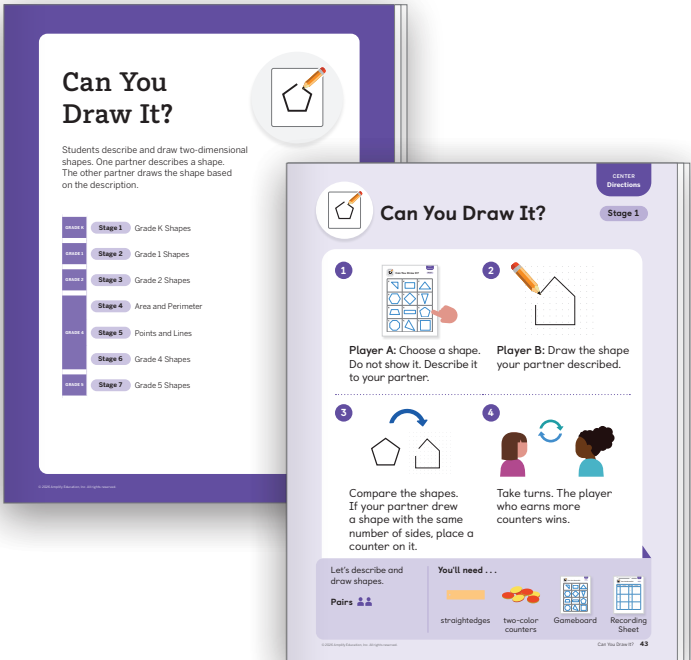 Can You
Draw It?
Students describe and draw two-dimensional
shapes. One partner describes a shape.
The other partner draws the shape based
on the description.
GRADE K
Stage 1
Grade K Shapes
GRADE 1
Stage 2
Grade 1 Shapes
GRADE 2
Stage 3
Grade 2 Shapes
Stage 4
Area and Perimeter
GRADE 4
Stage 5
Points and Lines
Stage 6
Grade 4 Shapes
GRADE 5
Stage 7
Grade 5 Shapes
CENTER
Directions
Can You Draw It?
Stage 1
1
Player A: Choose a shape.
Do not show it. Describe it
to your partner.
2
Player B: Draw the shape
your partner described.
3
Compare the shapes.
If your partner drew
a shape with the same
number of sides, place a
counter on it.
4
Take turns. The player
who earns more
counters wins.
Let's describe and
draw shapes.
Pairs
You'll need . . .
straightedges
two-color
counters
Gameboard
Recording
Sheet
Can You Draw It? 43